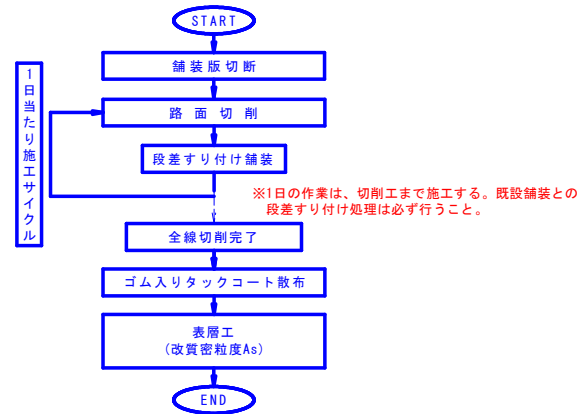 START
舗装版切断
1日当たり施工サイクル
路面切削
段差すり付け舗装
※1日の作業は、切削工まで施工する。既設舗装との
段差すり付け処理は必ず行うこと。
全線切削完了
ゴム入りタックコート散布
表層工
(改質密粒度As)
END